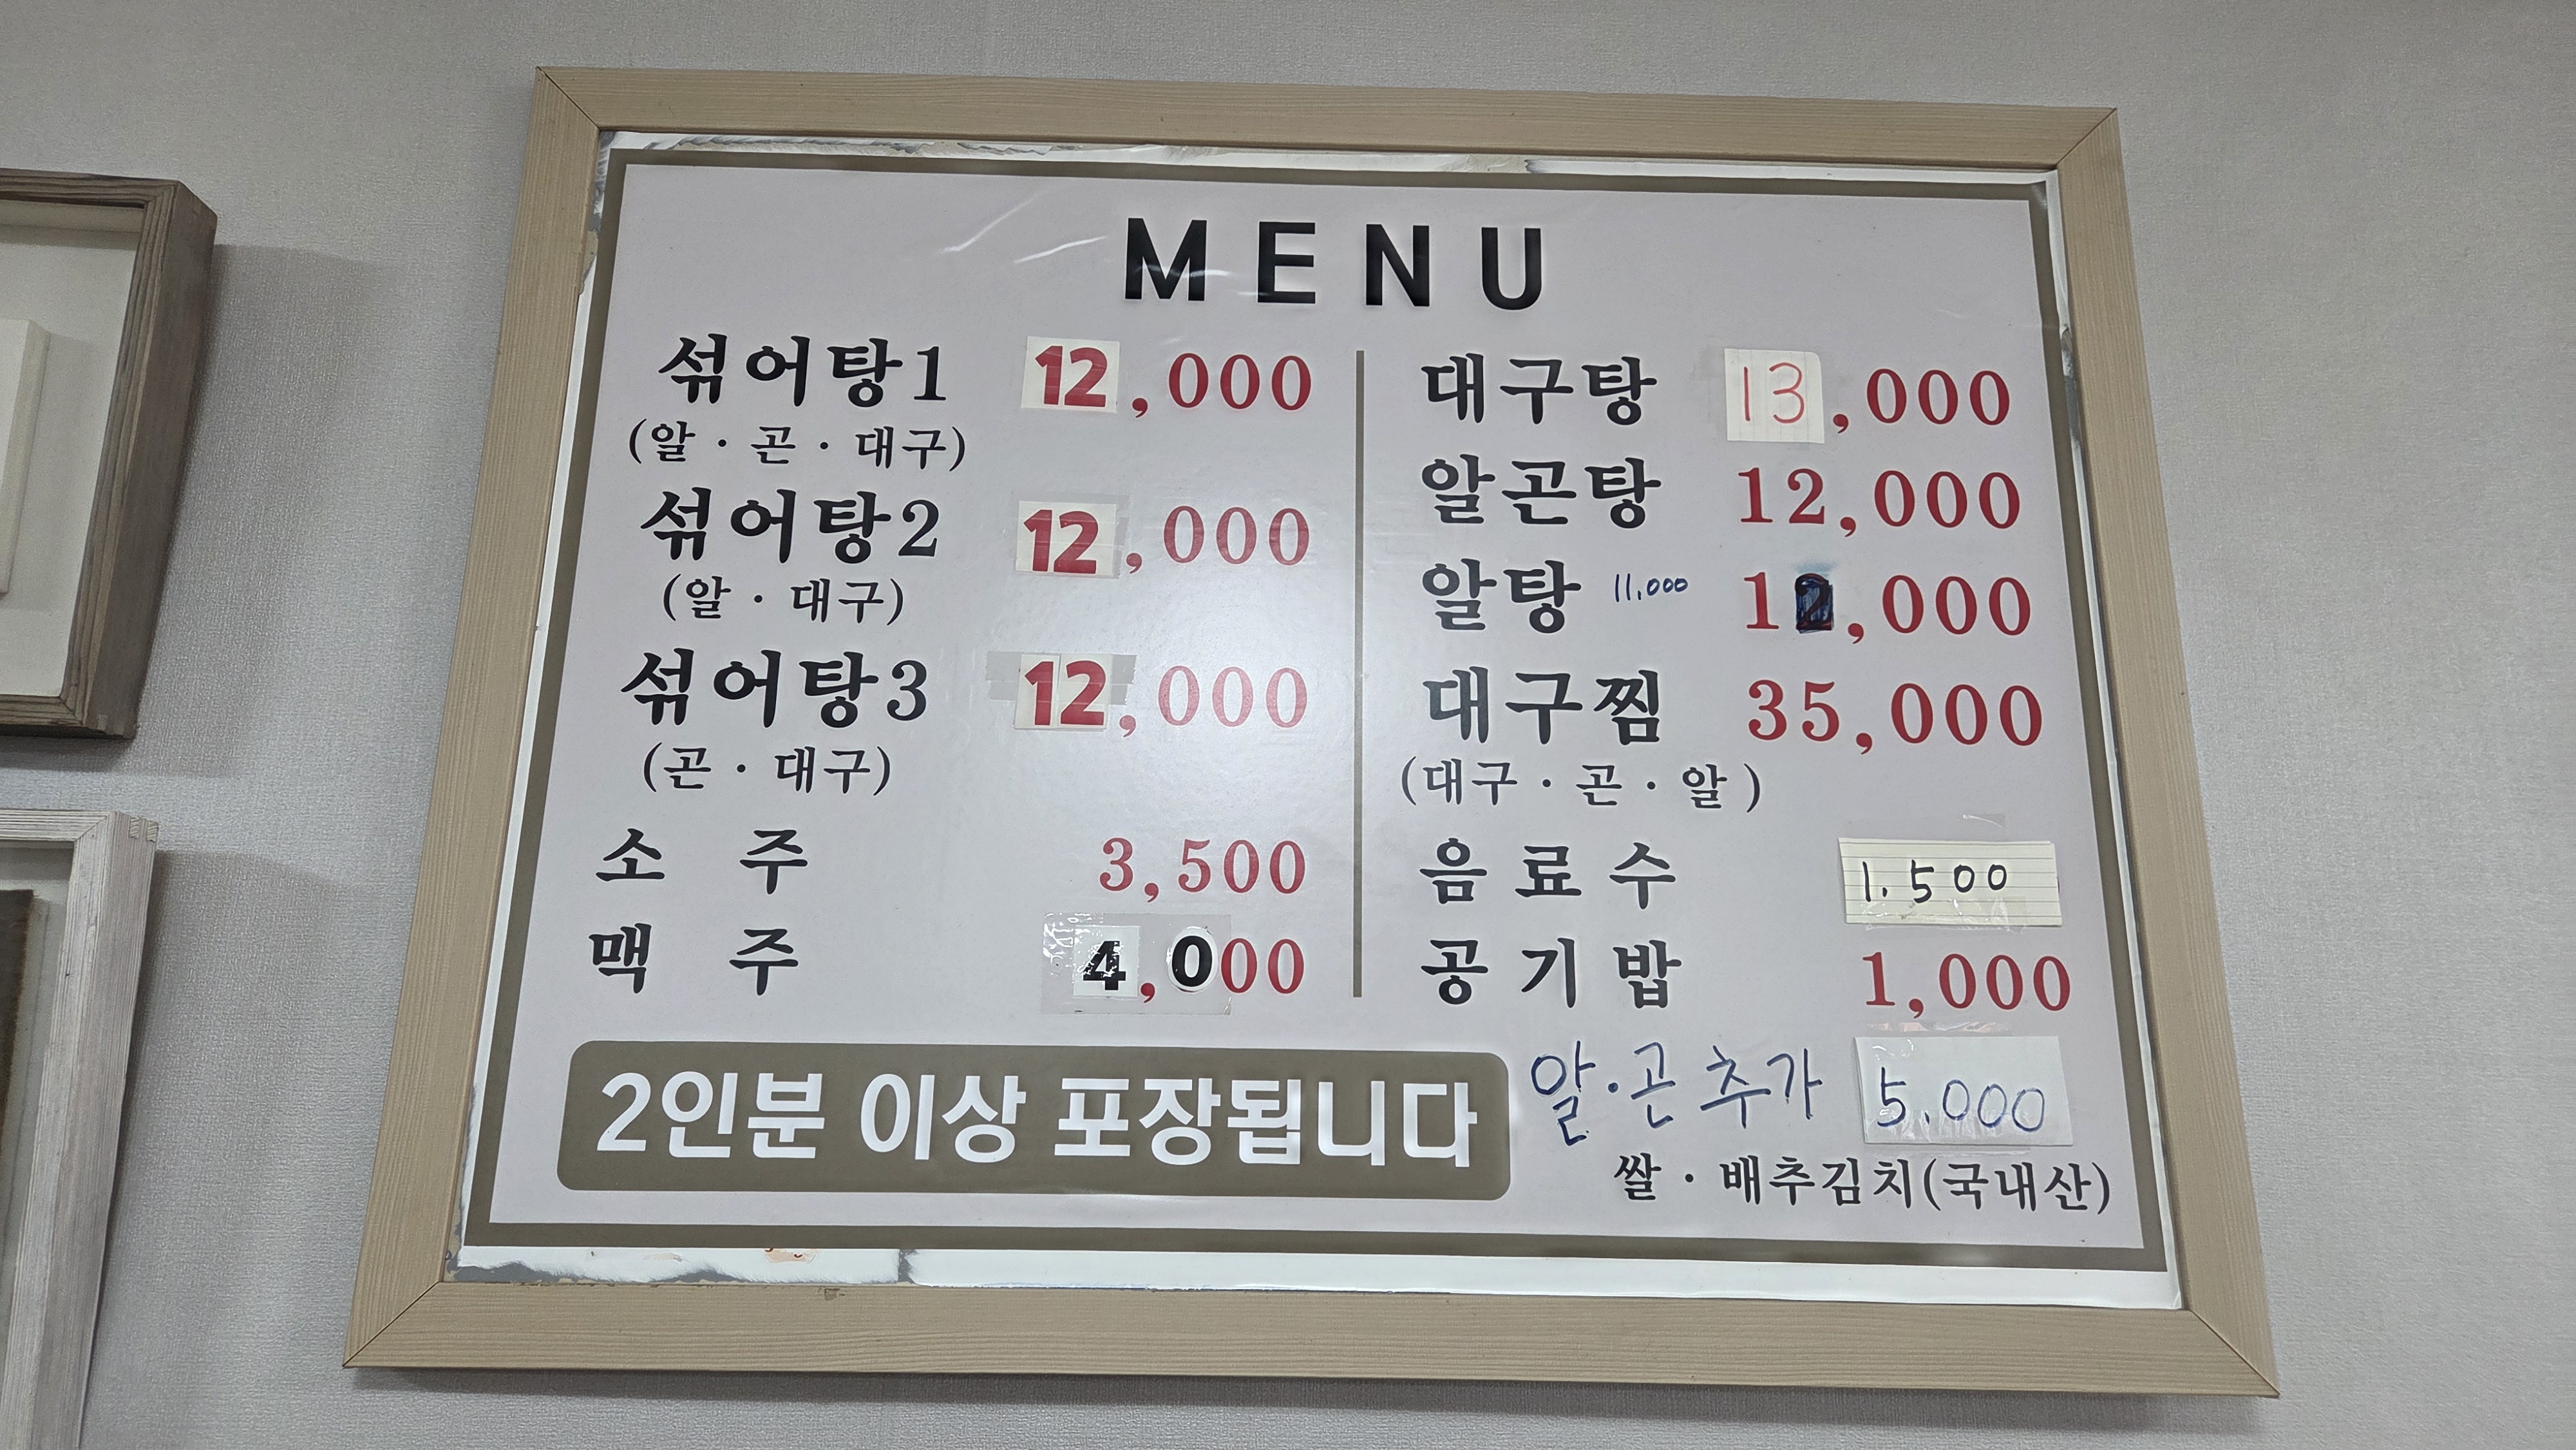 MENU
섞어탕1 12,000
(알·곤·대구)
섞어탕2 12,000
(알·대구)
섞어탕3 12,000
(곤·대구)
소 주 3,500
맥 주 4,000
대구탕 13,000
알곤탕 12,000
알탕 11,000 12,000
대구찜 35,000
(대구·곤·알)
음료수 1.500
공기밥 1,000
알·곤 추가 5.000
2인분 이상 포장됩니다
쌀·배추김치(국내산)